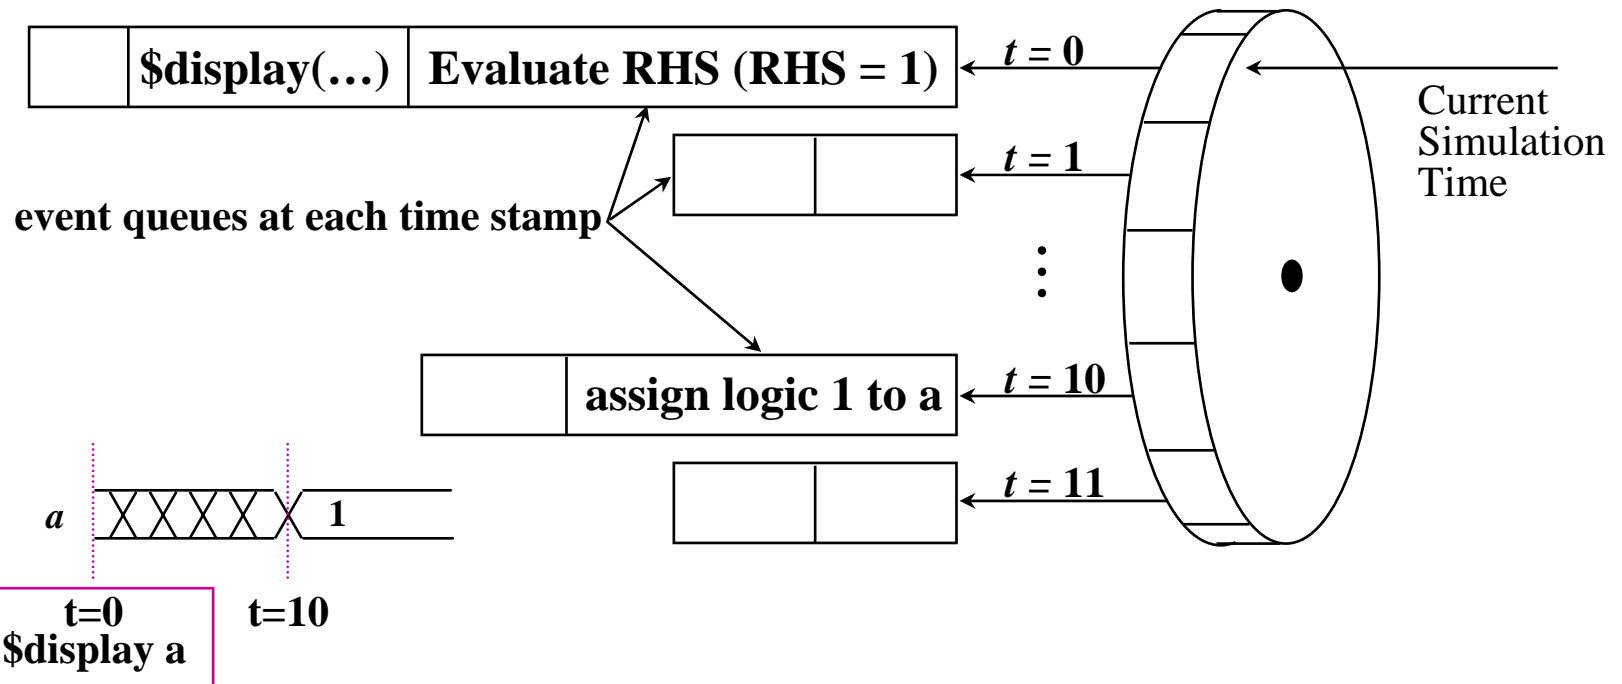 $display(…) Evaluate RHS (RHS = 1)
t = 0
Current
Simulation
Time
t = 1
event queues at each time stamp
assign logic 1 to a
t = 10
t = 11
a
1
t=0
t=10
$display a